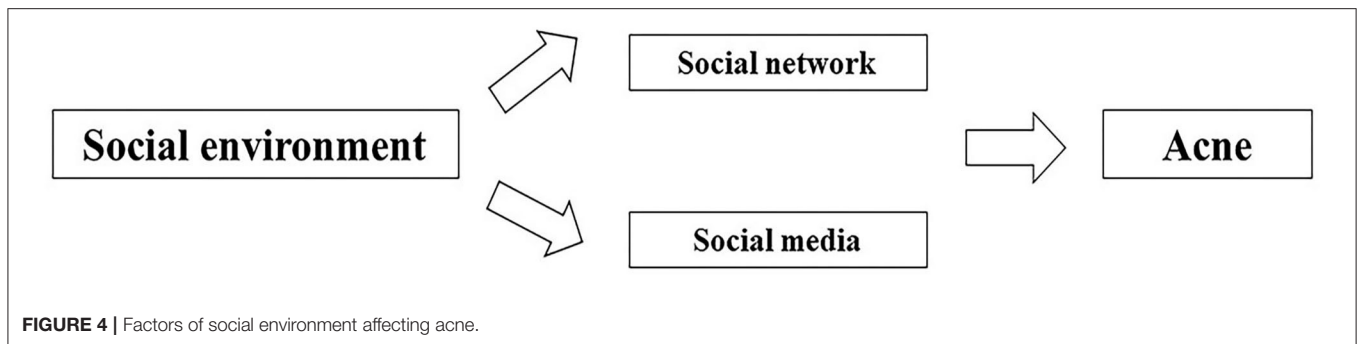 Social network
Social environment
Acne
Social media
FIGURE 4 | Factors of social environment affecting acne.